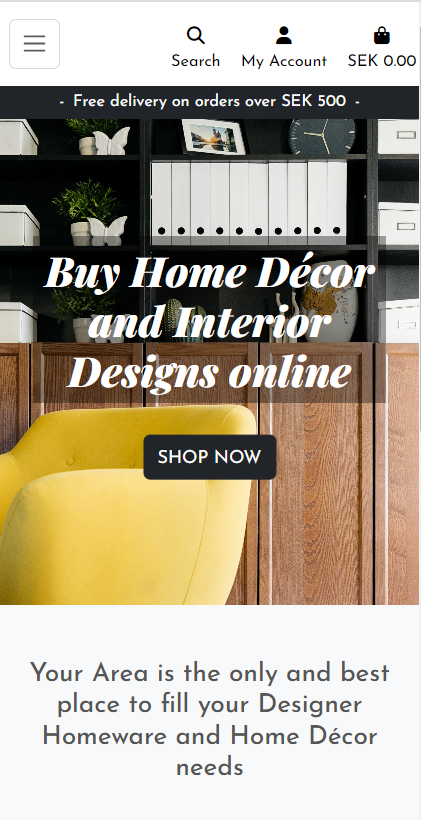 Search My Account SEK 0.00
- Free delivery on orders over SEK 500 -
Buy Home Décor
and Interior
Designs online
SHOP NOW
Your Area is the only and best
place to fill your Designer
Homeware and Home Décor
needs